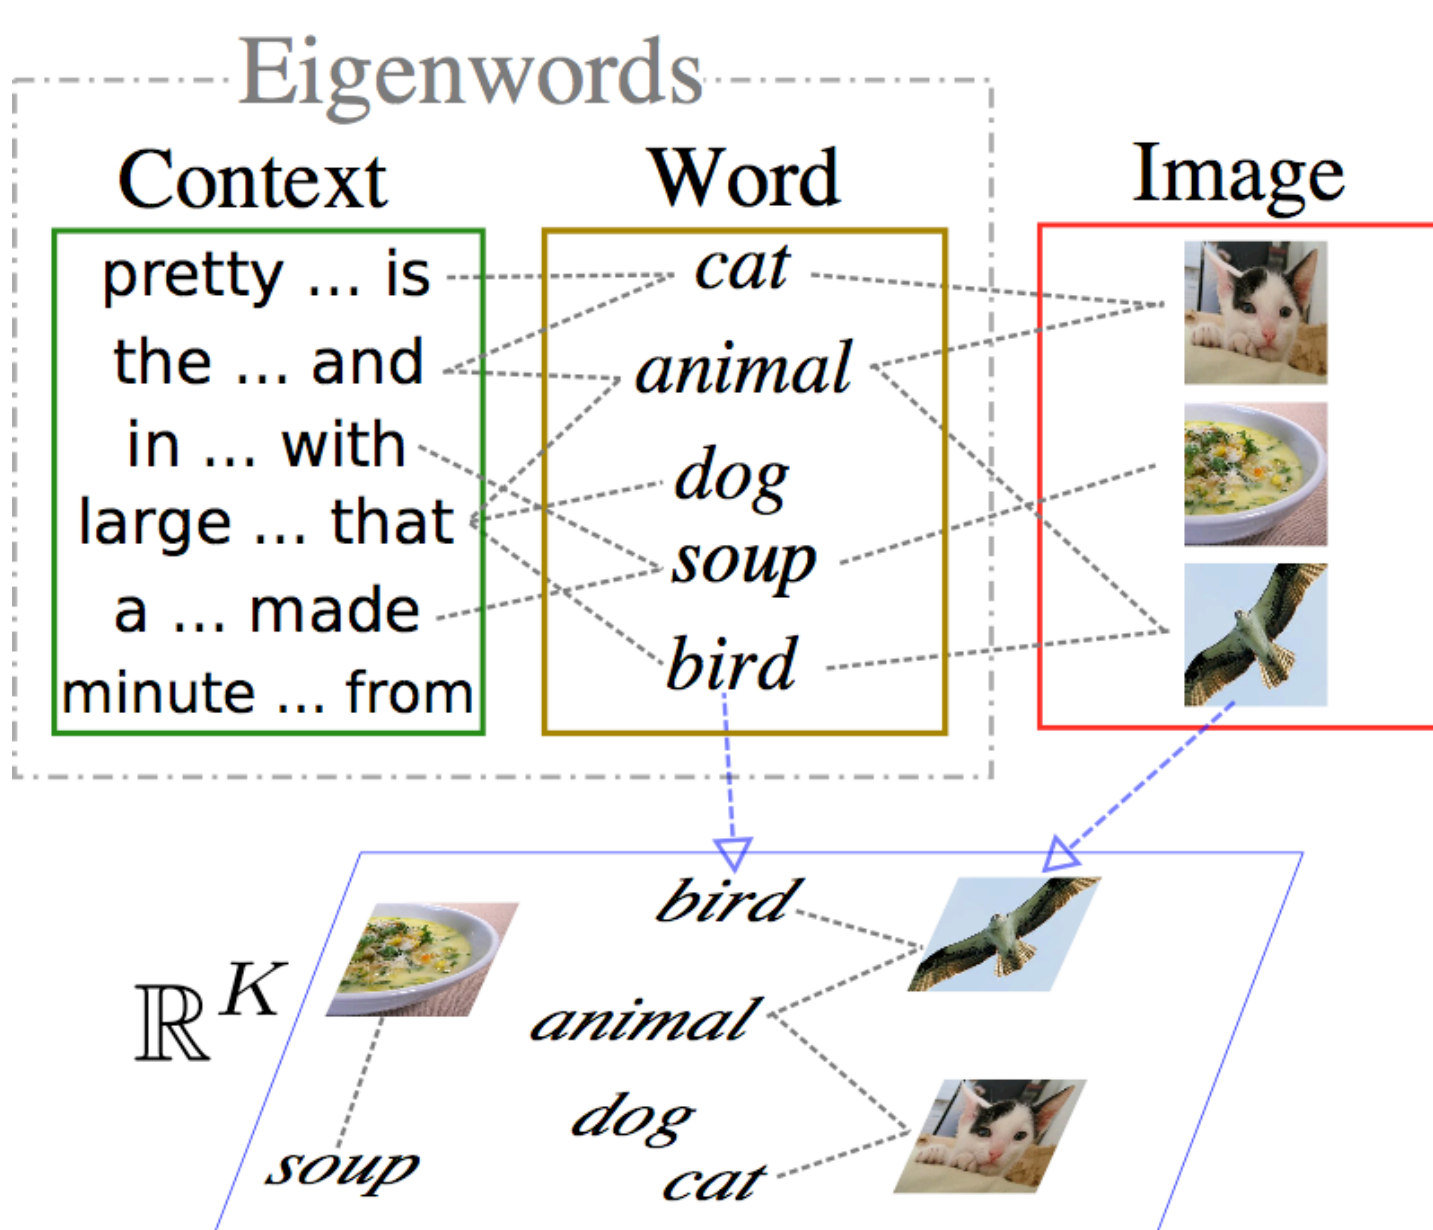 Eigenwords
Context
Word
Image
pretty ... is
the ... and
in ... with
large ... that
a ... made
minute ... from
cat
animal
dog
soup
bird
ℝ^K
bird
animal
dog
cat
soup